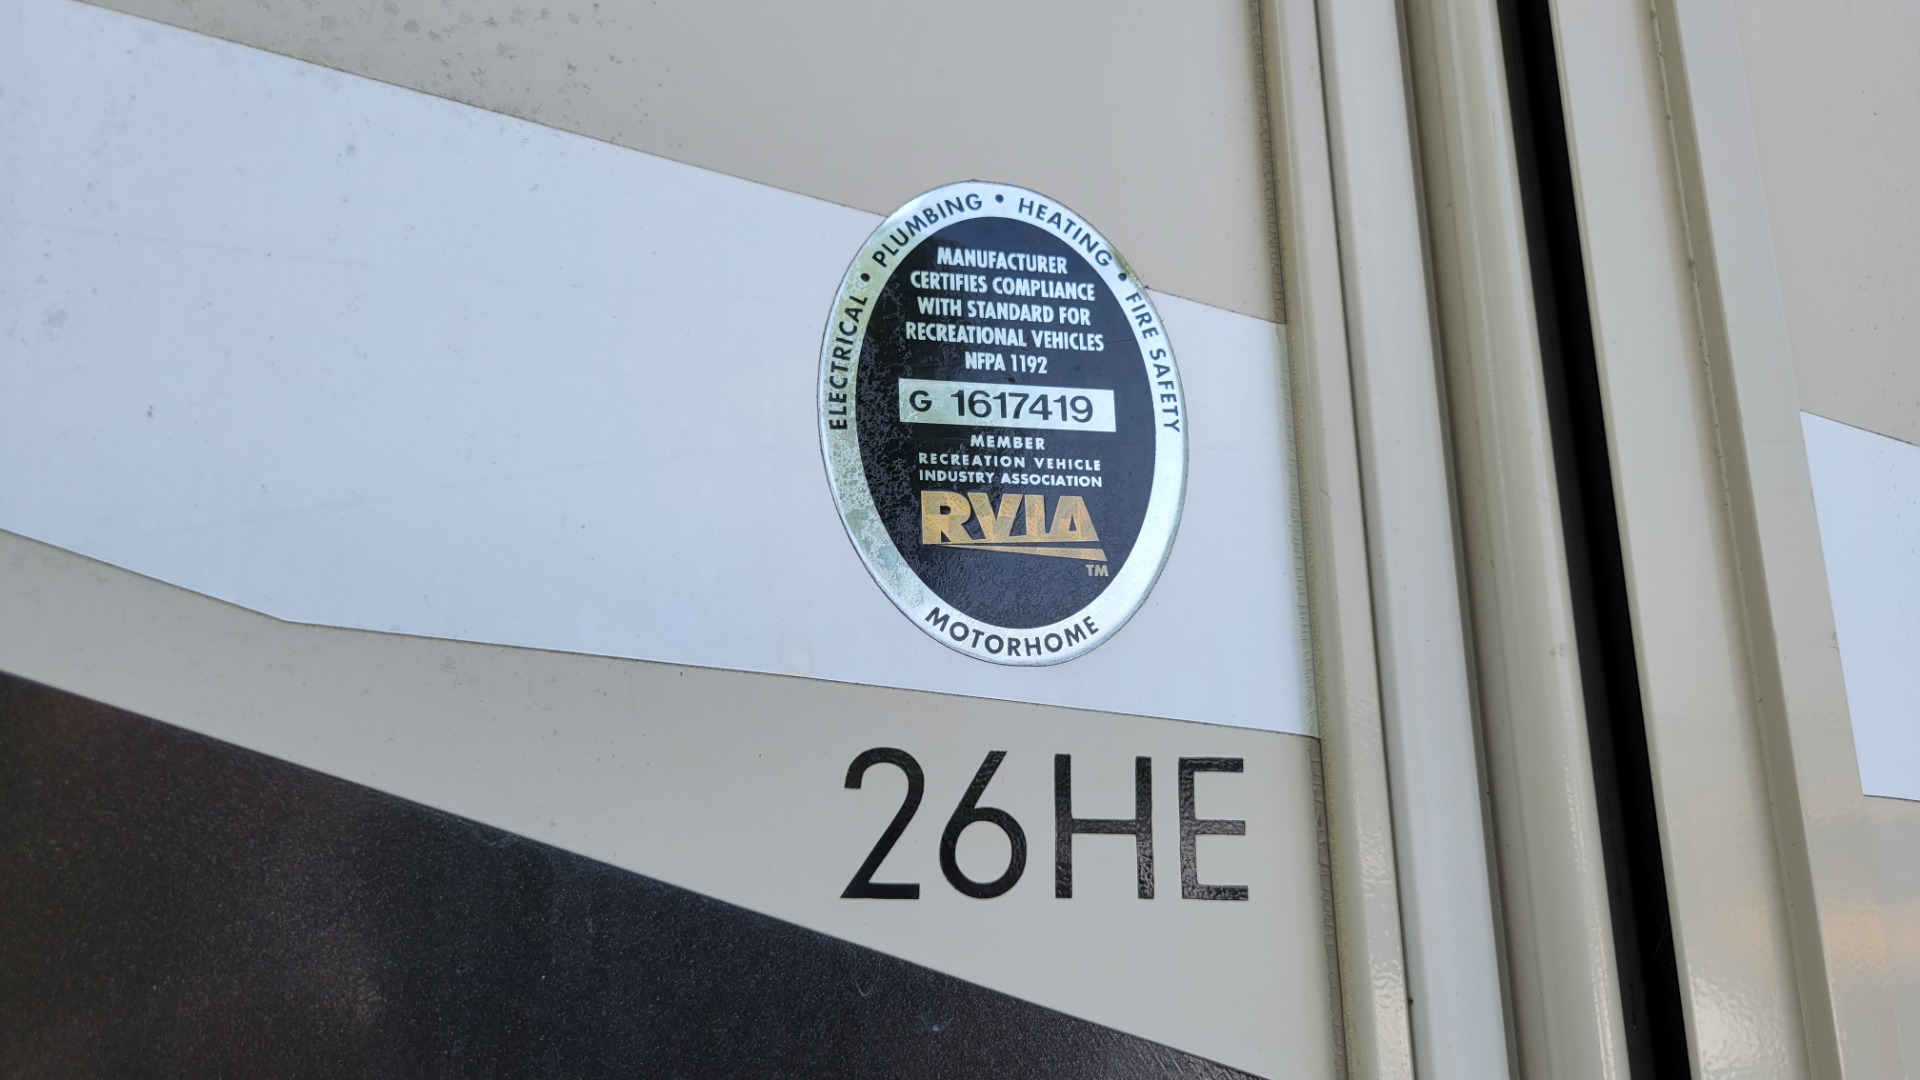 ELECTRICAL • PLUMBING • HEATING • FIRE SAFETY
MANUFACTURER
CERTIFIES COMPLIANCE
WITH STANDARD FOR
RECREATIONAL VEHICLES
NFPA 1192
G 1617419
MEMBER
RECREATION VEHICLE
INDUSTRY ASSOCIATION
RVIA
TM
MOTORHOME
26HE